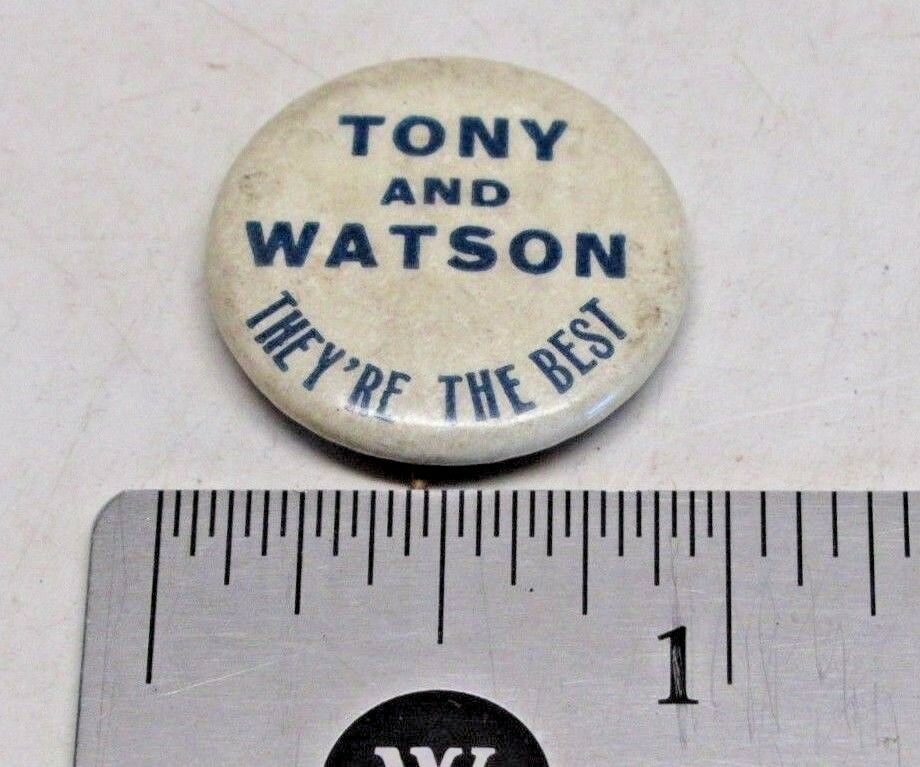 TONY
AND
WATSON
THEY'RE THE BEST
1
W